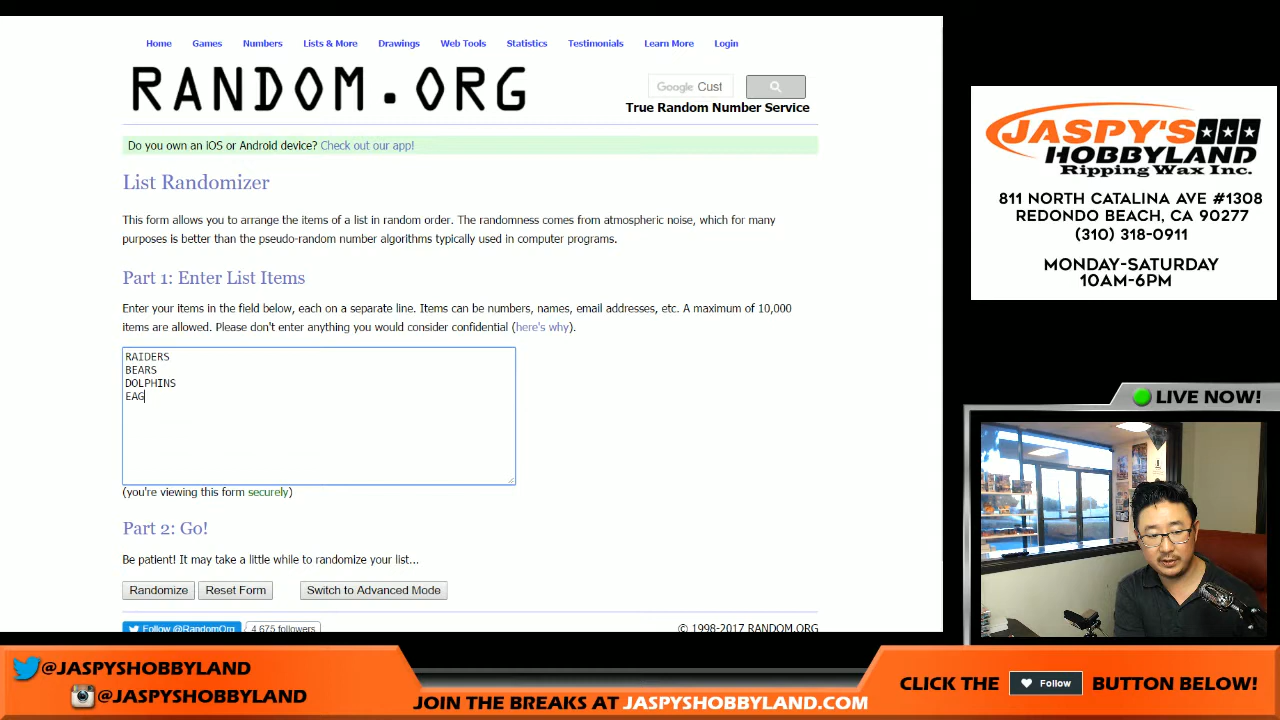 Home Games Numbers Lists & More Drawings Web Tools Statistics Testimonials Learn More Login
RANDOM.ORG
Google Cust
True Random Number Service
Do you own an iOS or Android device? Check out our app!
List Randomizer
This form allows you to arrange the items of a list in random order. The randomness comes from atmospheric noise, which for many
purposes is better than the pseudo-random number algorithms typically used in computer programs.
Part 1: Enter List Items
Enter your items in the field below, each on a separate line. Items can be numbers, names, email addresses, etc. A maximum of 10,000
items are allowed. Please don't enter anything you would consider confidential (here's why).
RAIDERS
BEARS
DOLPHINS
EAG
(you're viewing this form securely)
Part 2: Go!
Be patient! It may take a little while to randomize your list...
Randomize Reset Form Switch to Advanced Mode
Follow @RandomOrg 4,675 followers
© 1998-2017 RANDOM.ORG
JASPY'S
HOBBYLAND
Ripping Wax Inc.
811 NORTH CATALINA AVE #1308
REDONDO BEACH, CA 90277
(310) 318-0911
MONDAY-SATURDAY
10AM-6PM
LIVE NOW!
@JASPYSHOBBYLAND
@JASPYSHOBBYLAND
JOIN THE BREAKS AT JASPYSHOBBYLAND.COM
CLICK THE Follow BUTTON BELOW!